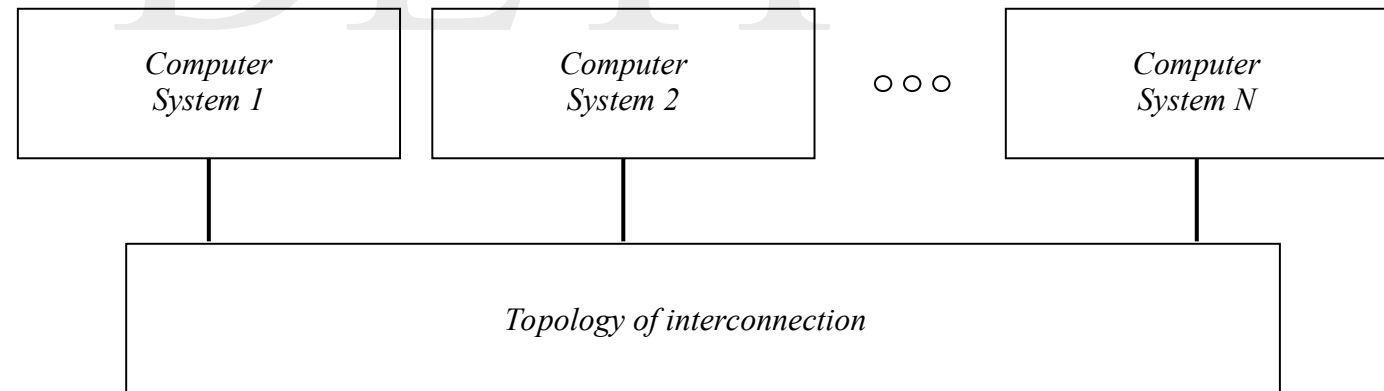 Computer
System 1
Computer
System 2
Computer
System N
Topology of interconnection